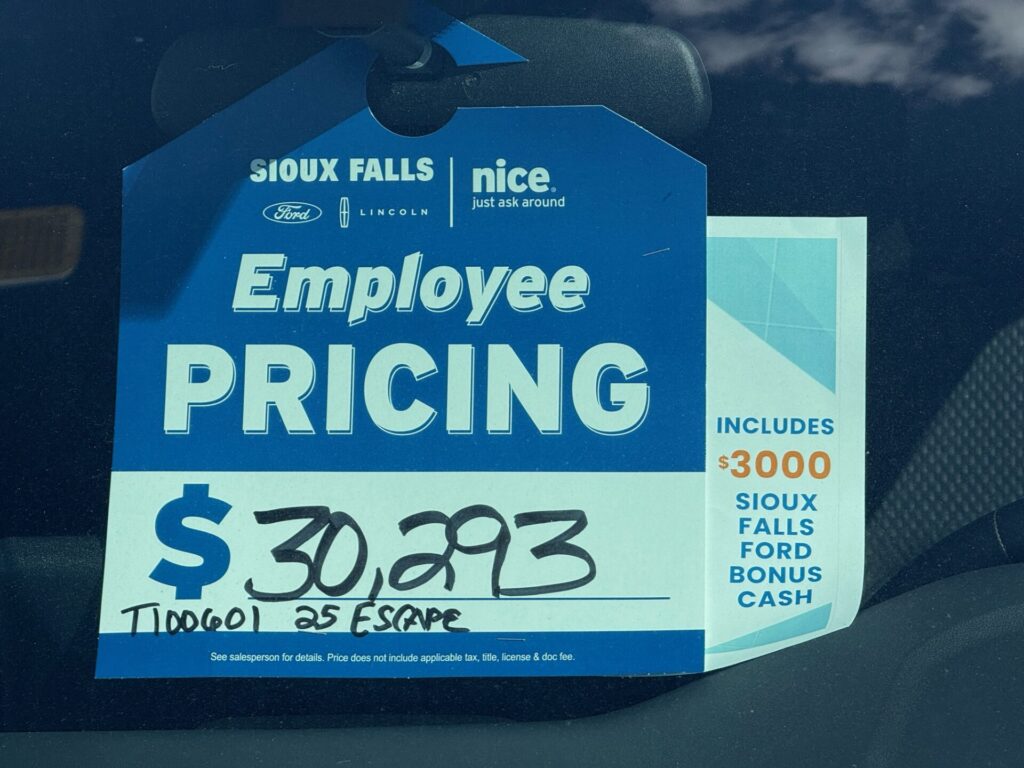 SIOUX FALLS
Ford LINCOLN
nice.
just ask around
Employee
PRICING
$30,293
T100601 25 ESCAPE
See salesperson for details. Price does not include applicable tax, title, license & doc fee.
INCLUDES
$3000
SIOUX
FALLS
FORD
BONUS
CASH